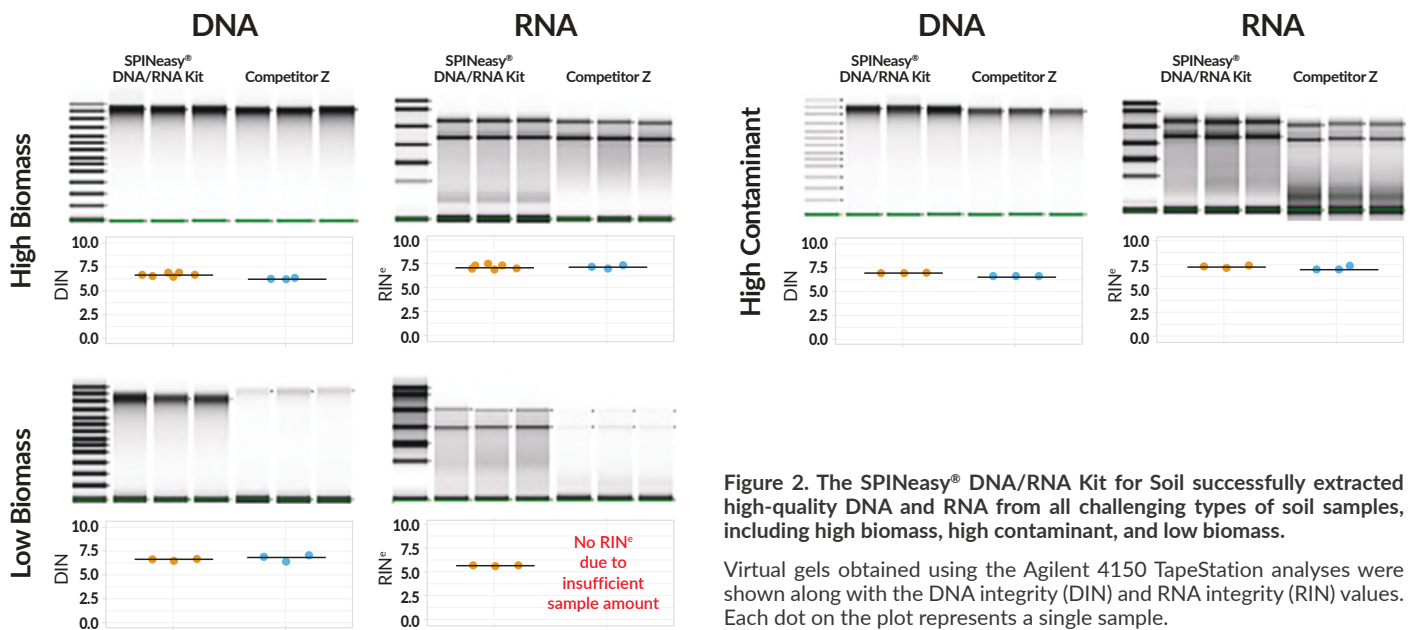 DNA
RNA
SPINeasy®
DNA/RNA Kit
Competitor Z
SPINeasy®
DNA/RNA Kit
Competitor Z
High Biomass
10.0
7.5
5.0
2.5
0.0
DIN
10.0
7.5
5.0
2.5
0.0
RINᵉ
DNA
RNA
SPINeasy®
DNA/RNA Kit
Competitor Z
SPINeasy®
DNA/RNA Kit
Competitor Z
High Contaminant
10.0
7.5
5.0
2.5
0.0
DIN
10.0
7.5
5.0
2.5
0.0
RINᵉ
Low Biomass
10.0
7.5
5.0
2.5
0.0
DIN
10.0
7.5
5.0
2.5
0.0
RINᵉ
No RINᵉ
due to
insufficient
sample amount
Figure 2. The SPINeasy® DNA/RNA Kit for Soil successfully extracted
high-quality DNA and RNA from all challenging types of soil samples,
including high biomass, high contaminant, and low biomass.
Virtual gels obtained using the Agilent 4150 TapeStation analyses were
shown along with the DNA integrity (DIN) and RNA integrity (RIN) values.
Each dot on the plot represents a single sample.